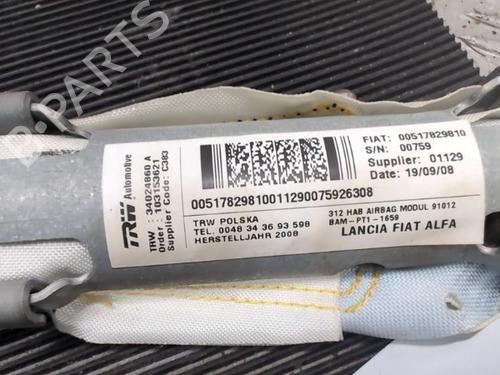 B-PARTS
TRW Automotive
TRW : 34024860 A
Order : 103153621
Supplier Code: C383
FIAT: 00517829810
S/N: 00759
Supplier: 01129
Dated: 19/09/08
00517829810011290075926308
TRW POLSKA
TEL. 0048 34 36 93 598
HERSTELLJAHR 2008
312 HAB AIRBAG MODUL 91012
BAM-PT1-1659
LANCIA FIAT ALFA